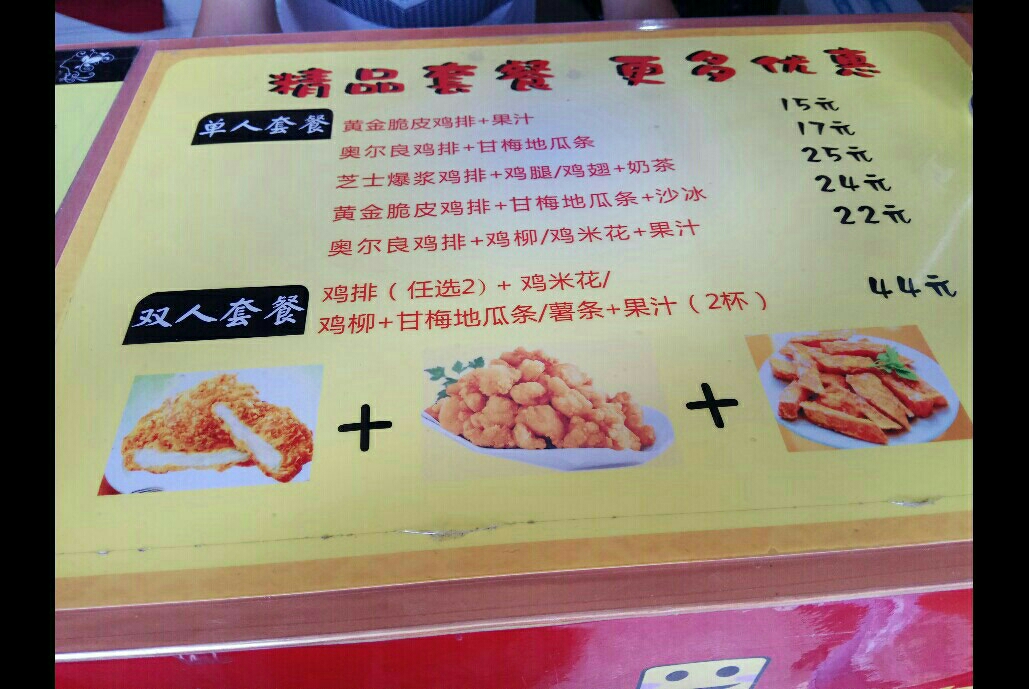 精品套餐 更多优惠
单人套餐 黄金脆皮鸡排+果汁 15元
奥尔良鸡排+甘梅地瓜条 17元
芝士爆浆鸡排+鸡腿/鸡翅+奶茶 25元
黄金脆皮鸡排+甘梅地瓜条+沙冰 24元
奥尔良鸡排+鸡柳/鸡米花+果汁 22元
双人套餐 鸡排（任选2）+ 鸡米花/
鸡柳+甘梅地瓜条/薯条+果汁（2杯） 44元
+ +